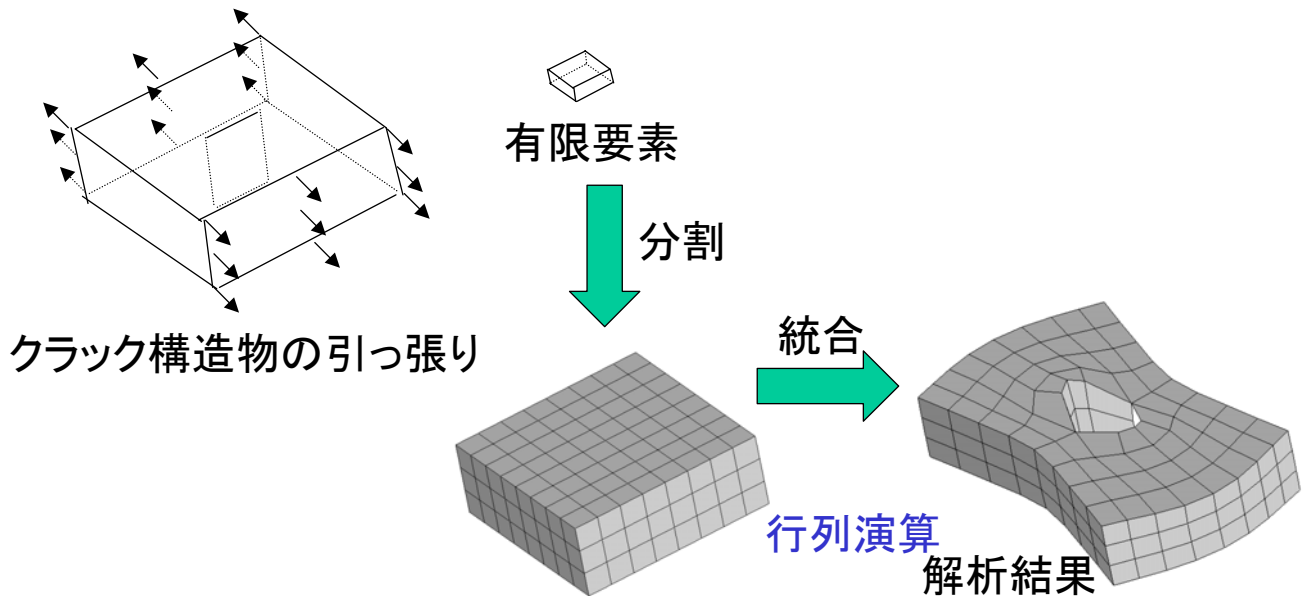 有限要素
分割
クラック構造物の引っ張り
統合
行列演算
解析結果